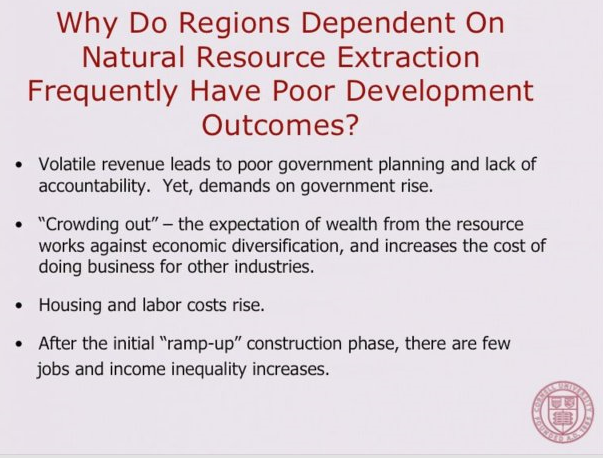 Why Do Regions Dependent On
Natural Resource Extraction
Frequently Have Poor Development
Outcomes?
• Volatile revenue leads to poor government planning and lack of
accountability.  Yet, demands on government rise.
• “Crowding out” – the expectation of wealth from the resource
works against economic diversification, and increases the cost of
doing business for other industries.
• Housing and labor costs rise.
• After the initial “ramp-up” construction phase, there are few
jobs and income inequality increases.
CORNELL UNIVERSITY
FOUNDED A.D. 1865